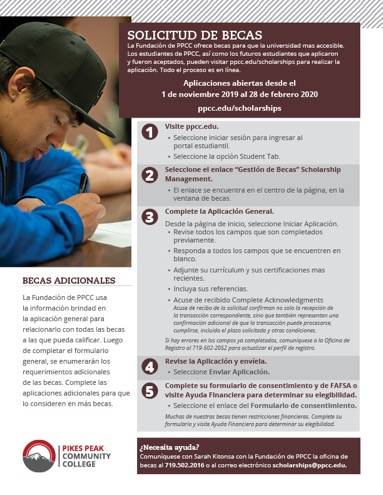 SOLICITUD DE BECAS
La Fundación de PPCC ofrece becas para que la universidad mas accesible.
Los estudiantes de PPCC, así como los futuros estudiantes que aplicaron
y fueron aceptados, pueden visitar ppcc.edu/scholarships para realizar la
aplicación. Todo el proceso es en línea.
Aplicaciones abiertas desde el
1 de noviembre 2019 al 28 de febrero 2020
ppcc.edu/scholarships
1 Visite ppcc.edu.
• Seleccione iniciar sesión para ingresar al
portal estudiantil.
• Seleccione la opción Student Tab.
2 Seleccione el enlace “Gestión de Becas” Scholarship
Management.
• El enlace se encuentra en el centro de la página, en la
ventana de becas.
3 Complete la Aplicación General.
Desde la página de inicio, seleccione Iniciar Aplicación.
• Revise todos los campos que son completados
previamente.
• Responda a todos los campos que se encuentren en
blanco.
• Adjunte su currículum y sus certificaciones mas
recientes.
• Incluya sus referencias.
• Acuse de recibido Complete Acknowledgments
Acuse de recibo de la solicitud confirma no solo la recepción de
la transacción correspondiente, sino que también representan una
confirmación adicional de que la transacción puede procesarse,
cumplirse, incluida el plazo solicitado y otras condiciones.
Si hay errores en los campos ya completados, comuníquese a la Oficina de
Registro al 719-502-2052 para actualizar el perfil de registro.
4 Revise la Aplicación y envíela.
• Seleccione Enviar Aplicación.
5 Complete su formulario de consentimiento y de FAFSA o
visite Ayuda Financiera para determinar su elegibilidad.
• Seleccione el enlace del Formulario de consentimiento.
Muchas de nuestras becas tienen restricciones financieras. Complete su
formulario y visite Ayuda Financiera para determinar su elegibilidad.
BECAS ADICIONALES
La Fundación de PPCC usa
la información brindad en
la aplicación general para
relacionarlo con todas las becas
a las que pueda calificar. Luego
de completar el formulario
general, se enumerarán los
requerimientos adicionales
de las becas. Complete las
aplicaciones adicionales para que
lo consideren en más becas.
PIKES PEAK
COMMUNITY
COLLEGE
¿Necesita ayuda?
Comuníquese con Sarah Kitonsa con la Fundación de PPCC la oficina de
becas al 719.502.2016 o al correo electrónico scholarships@ppcc.edu.